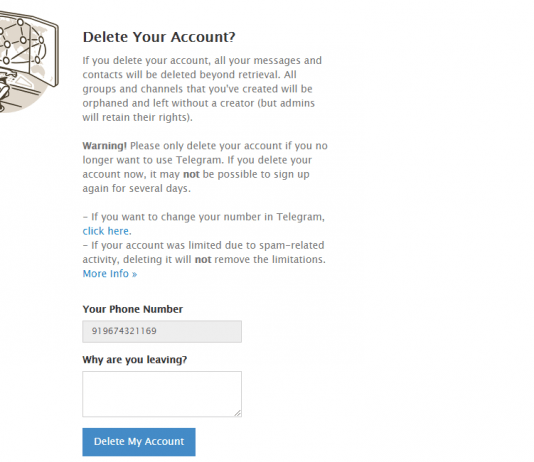 Delete Your Account?
If you delete your account, all your messages and
contacts will be deleted beyond retrieval. All
groups and channels that you've created will be
orphaned and left without a creator (but admins
will retain their rights).
Warning! Please only delete your account if you no
longer want to use Telegram. If you delete your
account now, it may not be possible to sign up
again for several days.
- If you want to change your number in Telegram,
click here.
- If your account was limited due to spam-related
activity, deleting it will not remove the limitations.
More Info »
Your Phone Number
919674321169
Why are you leaving?
Delete My Account